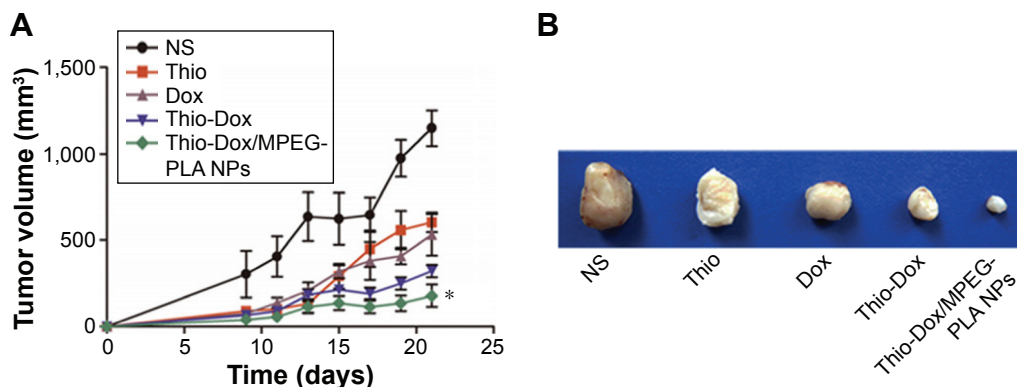 A
NS
Thio
Dox
Thio-Dox
Thio-Dox/MPEG-
PLA NPs
Tumor volume (mm³)
1,500
1,000
500
0
*
0
5
10
15
20
25
Time (days)
B
NS
Thio
Dox
Thio-Dox
Thio-Dox/MPEG-
PLA NPs